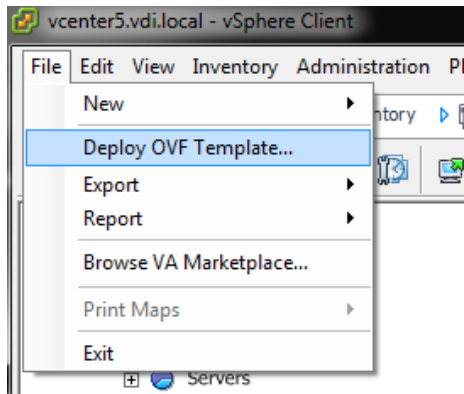 vcenter5.vdi.local - vSphere Client
File Edit View Inventory Administration
New
ntory
Deploy OVF Template...
Export
Report
Browse VA Marketplace...
Print Maps
Exit
Servers